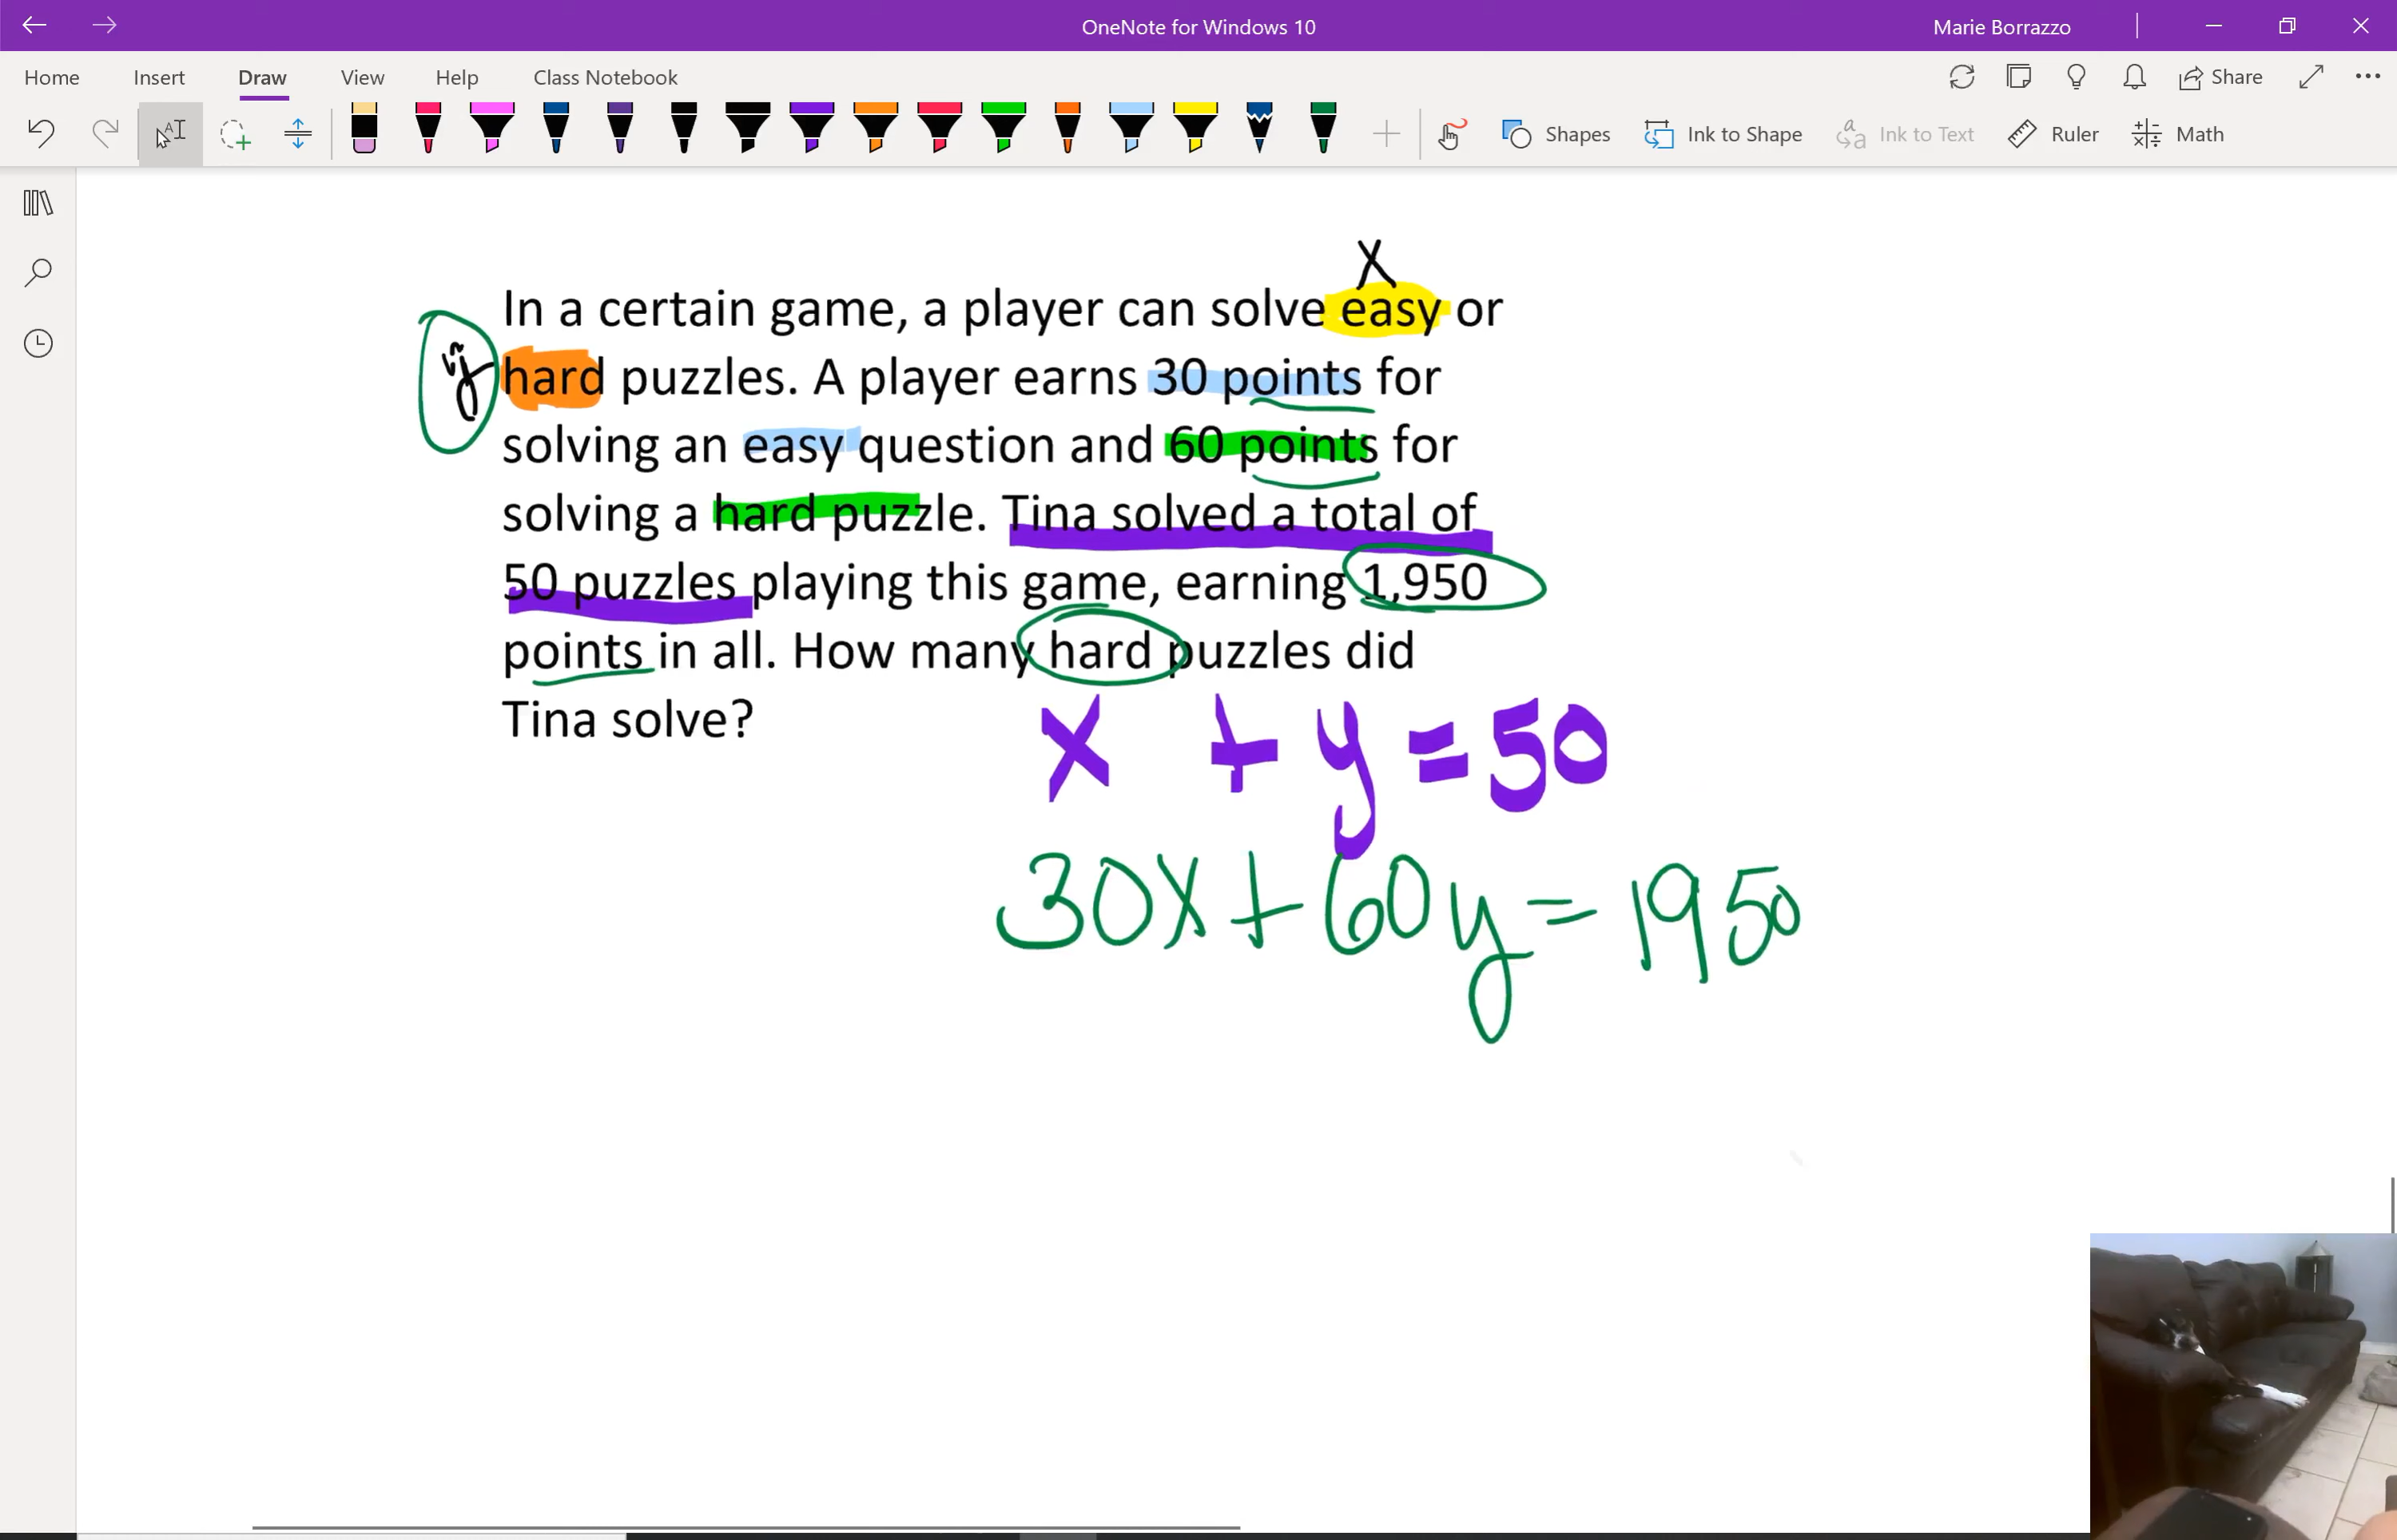 OneNote for Windows 10
Marie Borrazzo
Home Insert Draw View Help Class Notebook Share
Shapes Ink to Shape Ink to Text Ruler Math
x
In a certain game, a player can solve easy or
y hard puzzles. A player earns 30 points for
solving an easy question and 60 points for
solving a hard puzzle. Tina solved a total of
50 puzzles playing this game, earning 1,950
points in all. How many hard puzzles did
Tina solve?
x + y = 50
30x + 60y = 1950